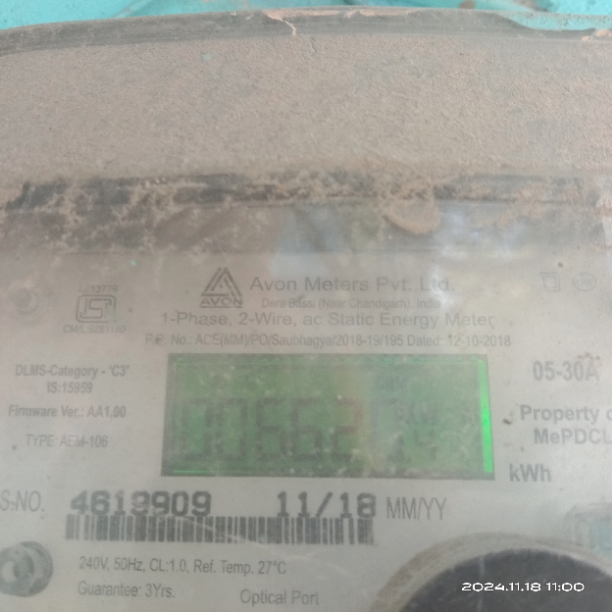 IS 13779
AVON
Avon Meters Pvt. Ltd.
Dera Bassi (Near Chandigarh), India
1-Phase, 2-Wire, ac Static Energy Meter
P.O. No.: ACE(MM)/PO/Saubhagya/2018-19/195 Dated: 12-10-2018
DLMS-Category - 'C3'
IS:15959
Firmware Ver.: AA1.00
TYPE: AEM-106
05-30A
Property
MePDCL
kWh
S-NO. 4619909 11/18 MM/YY
240V, 50Hz, CL:1.0, Ref. Temp. 27°C
Guarantee: 3Yrs.
Optical Port
2024.11.18 11:00